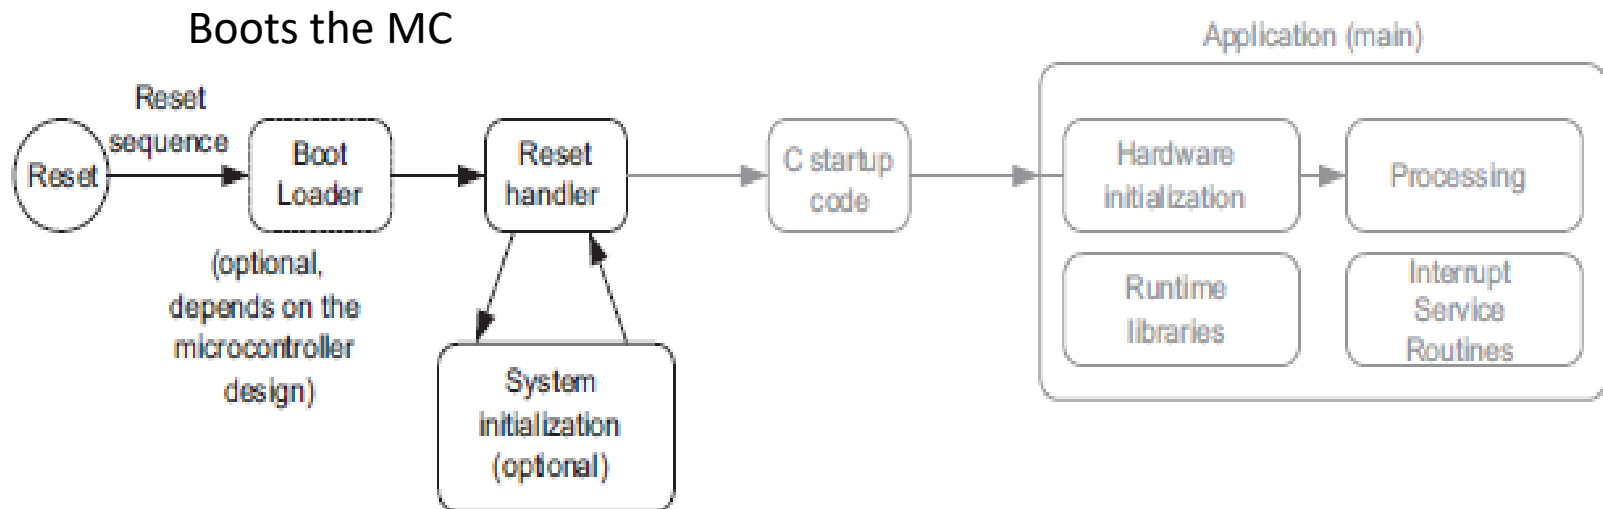 Boots the MC
Application (main)
Reset
sequence
Reset
Boot
Loader
Reset
handler
C startup
code
Hardware
initialization
Processing
(optional,
depends on the
microcontroller
design)
System
initialization
(optional)
Runtime
libraries
Interrupt
Service
Routines